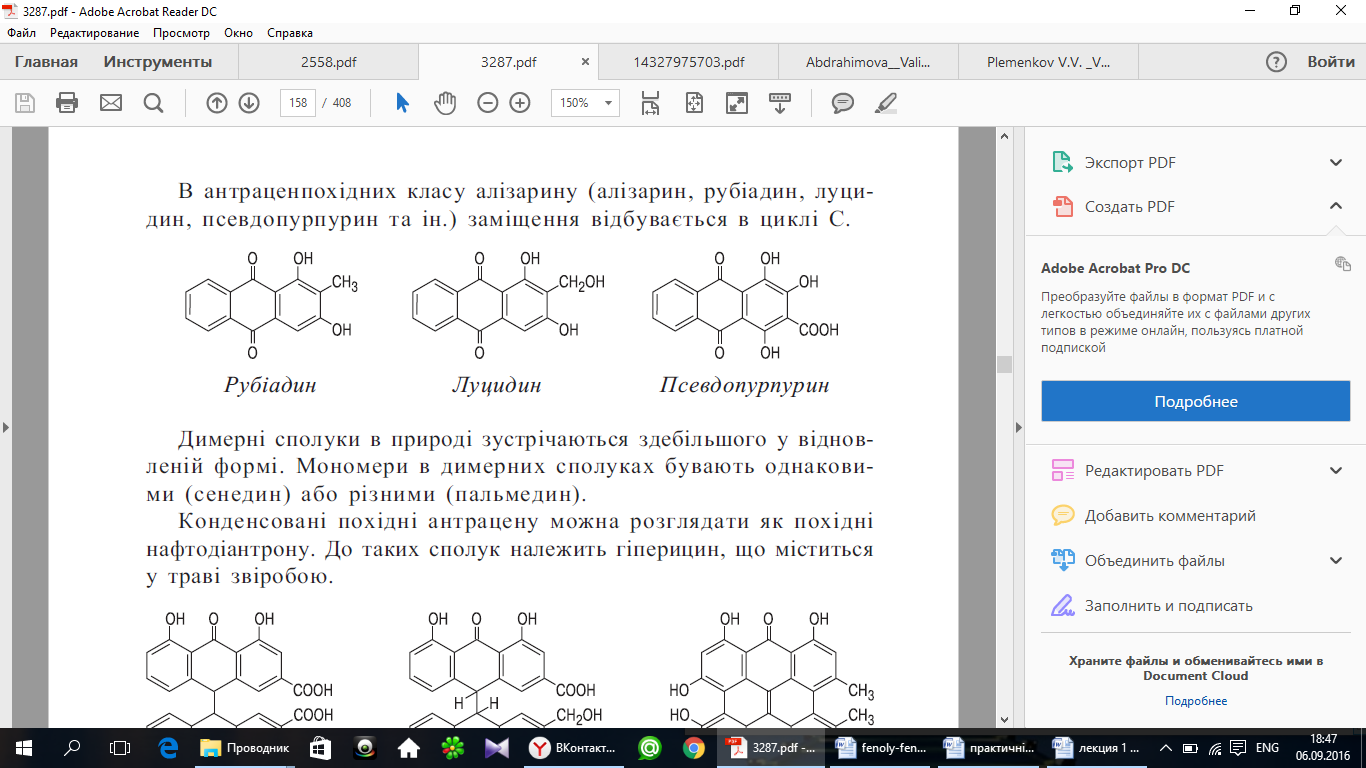 3287.pdf - Adobe Acrobat Reader DC
Файл Редактирование Просмотр Окно Справка
Главная Инструменты 2558.pdf 3287.pdf × 14327975703.pdf Abdrahimova__Vali... Plemenkov V.V. _V... ? Войти
158 / 408 150%
В антраценпохідних класу алізарину (алізарин, рубіадин, луци-
дин, псевдопурпурин та ін.) заміщення відбувається в циклі С.
O OH O OH O OH
CH3 CH2OH OH
OH OH COOH
O O O OH
Рубіадин Луцидин Псевдопурпурин
Димерні сполуки в природі зустрічаються здебільшого у віднов-
леній формі. Мономери в димерних сполуках бувають однакови-
ми (сенедин) або різними (пальмедин).
Конденсовані похідні антрацену можна розглядати як похідні
нафтодіантрону. До таких сполук належить гіперицин, що міститься
у траві звіробою.
OH O OH OH O OH OH O OH
COOH COOH HO CH3
COOH H H CH2OH HO CH3
Экспорт PDF
Создать PDF
Adobe Acrobat Pro DC
Преобразуйте файлы в формат PDF и с
легкостью объединяйте их с файлами других
типов в режиме онлайн, пользуясь платной
подпиской
Подробнее
Редактировать PDF
Добавить комментарий
Объединить файлы
Заполнить и подписать
Храните файлы и обменивайтесь ими в
Document Cloud
Подробнее
Проводник ВКонтакт... 3287.pdf -... fenoly-fen... практичні... лекция 1 ... ENG 18:47
06.09.2016